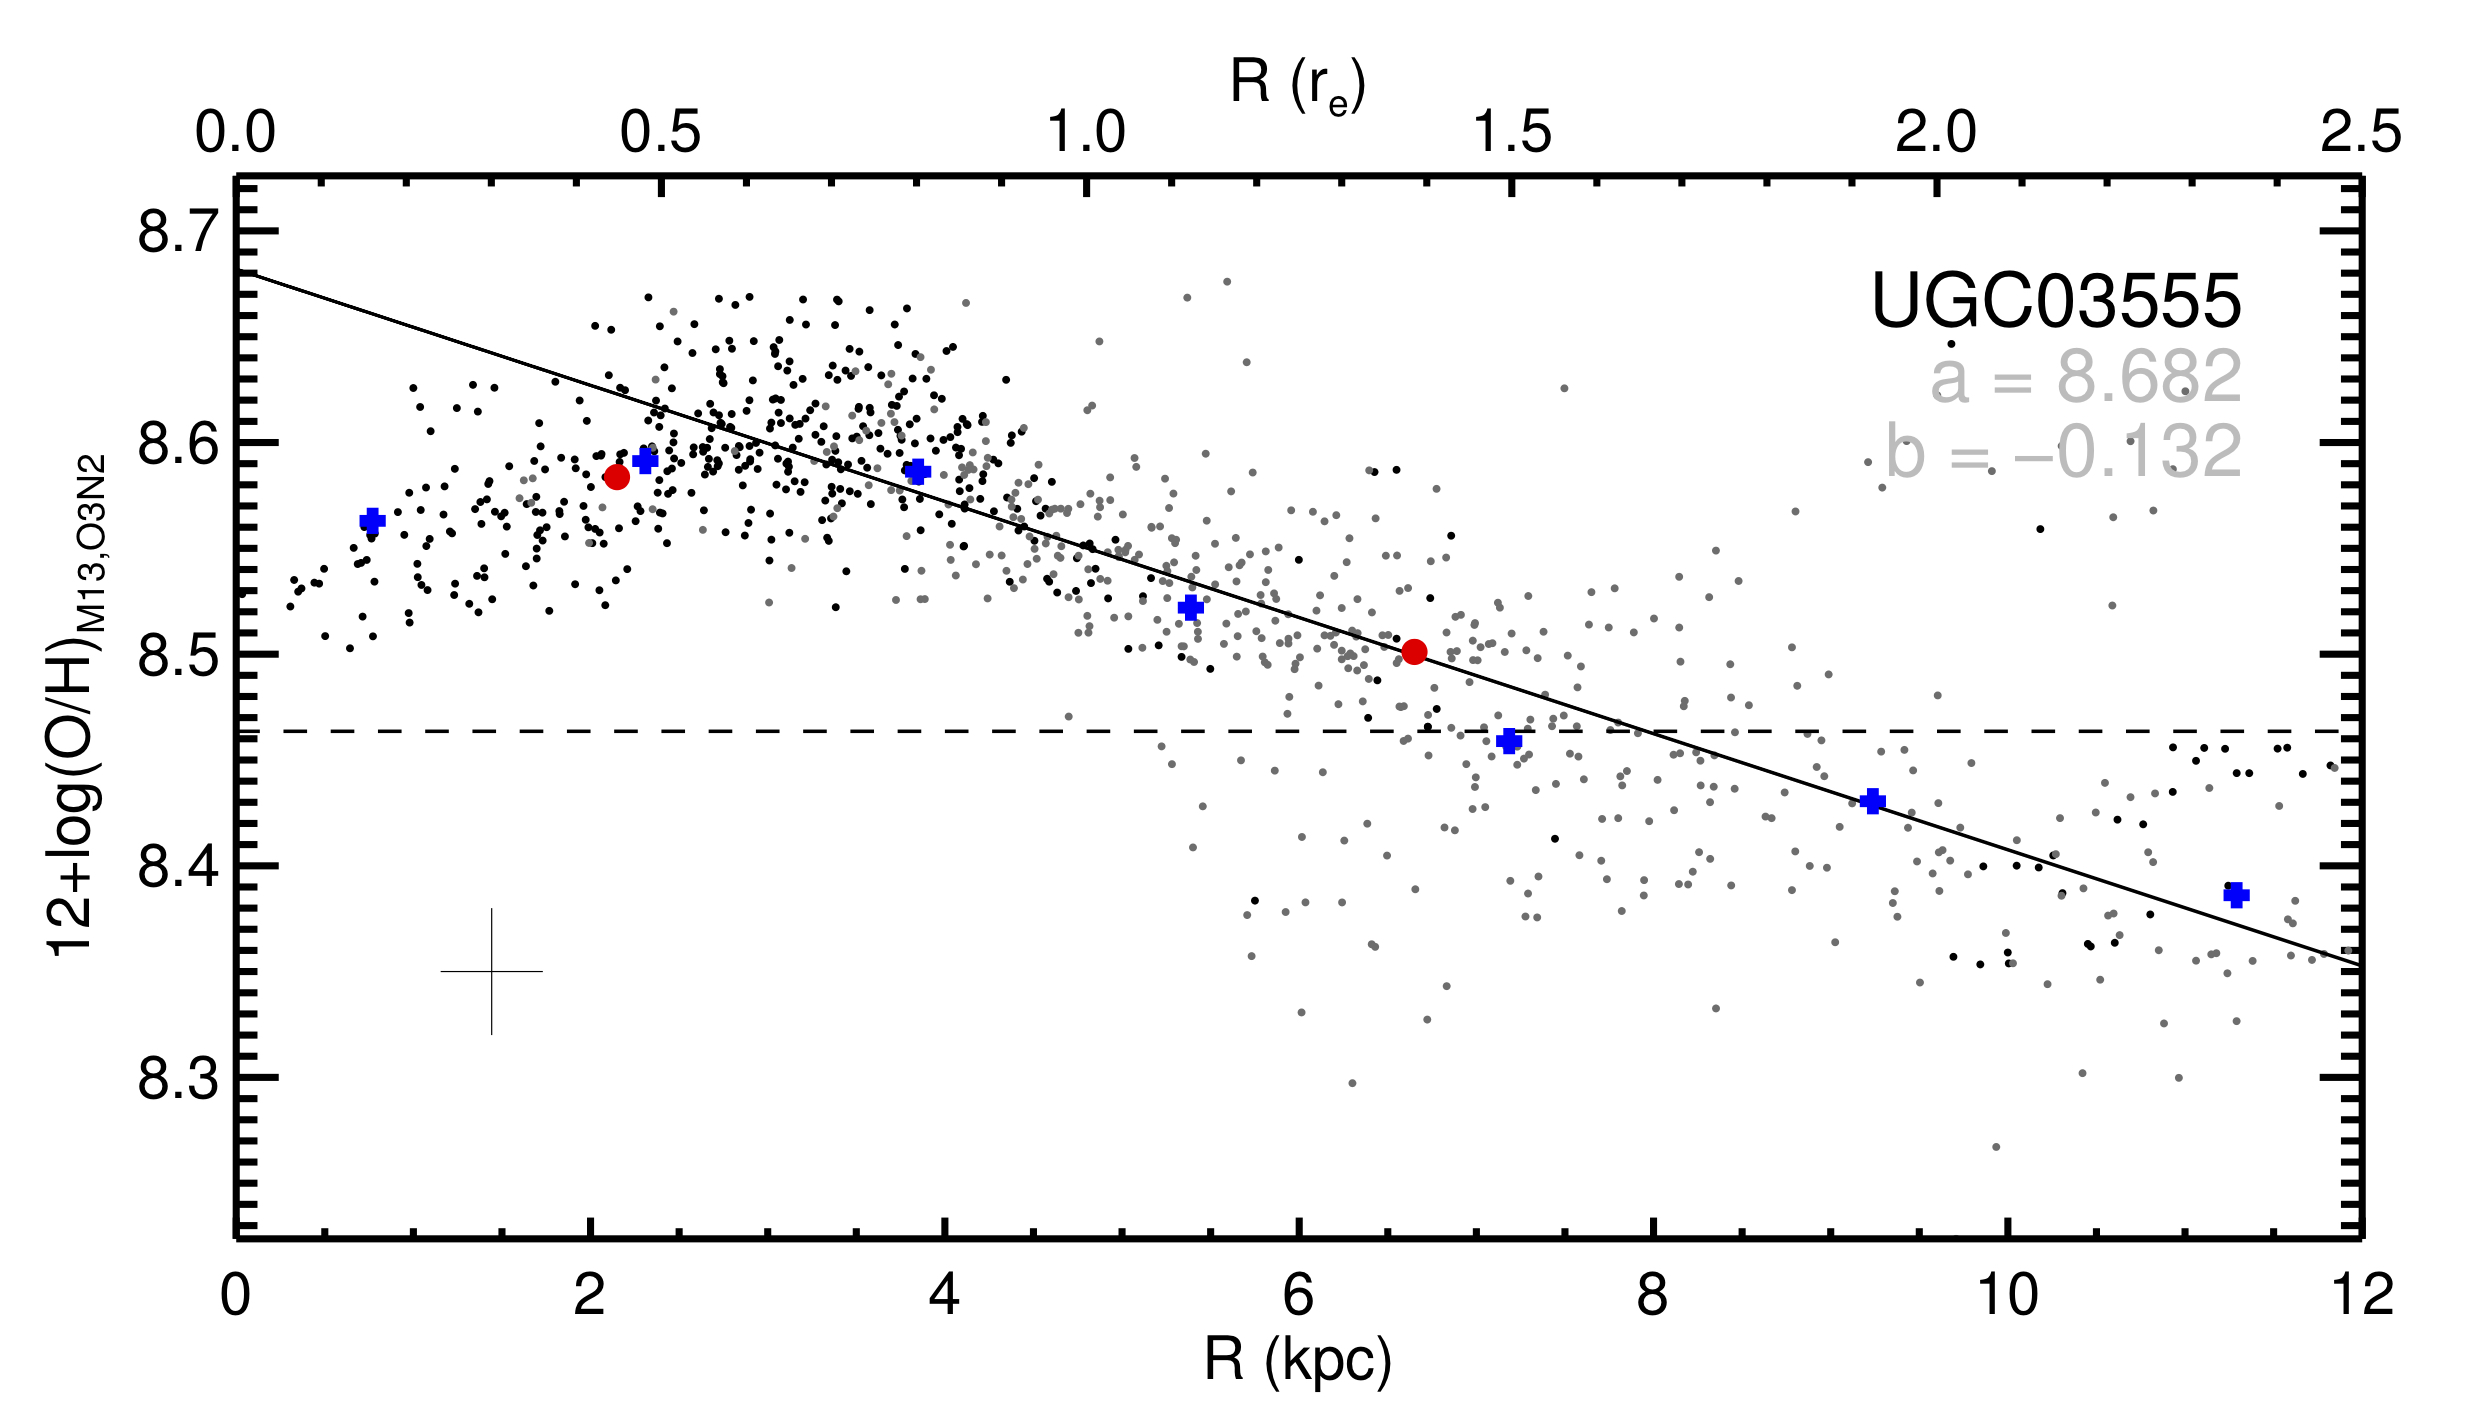 R (rₑ)
0.0 0.5 1.0 1.5 2.0 2.5
8.7
8.6
8.5
8.4
8.3
12+log(O/H)M13,O3N2
UGC03555
a = 8.682
b = −0.132
0 2 4 6 8 10 12
R (kpc)